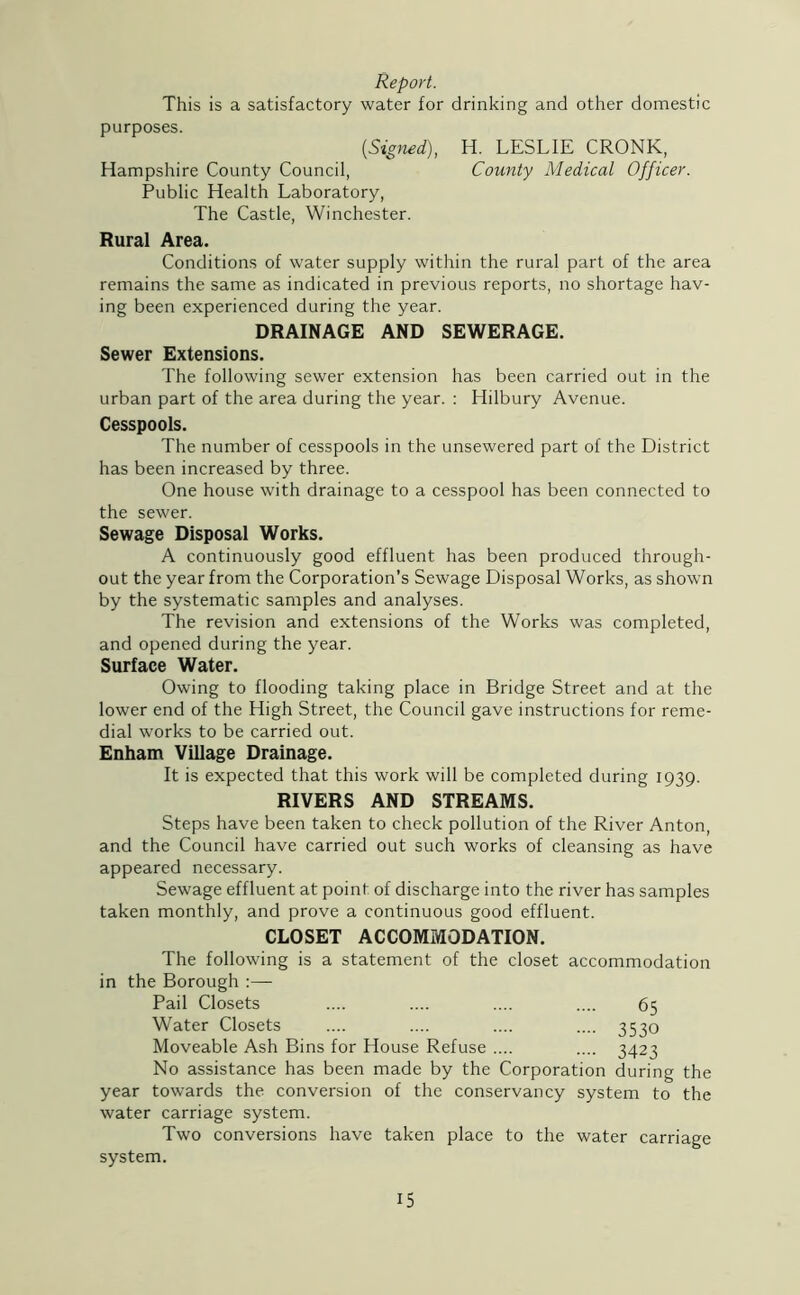 Report.
This is a satisfactory water for drinking and other domestic
purposes.
(Signed), H. LESLIE CRONK,
Hampshire County Council, County Medical Officer.
Public Health Laboratory,
The Castle, Winchester.
Rural Area.
Conditions of water supply within the rural part of the area
remains the same as indicated in previous reports, no shortage hav-
ing been experienced during the year.
DRAINAGE AND SEWERAGE.
Sewer Extensions.
The following sewer extension has been carried out in the
urban part of the area during the year. : Hilbury Avenue.
Cesspools.
The number of cesspools in the unsewered part of the District
has been increased by three.
One house with drainage to a cesspool has been connected to
the sewer.
Sewage Disposal Works.
A continuously good effluent has been produced through-
out the year from the Corporation's Sewage Disposal Works, as shown
by the systematic samples and analyses.
The revision and extensions of the Works was completed,
and opened during the year.
Surface Water.
Owing to flooding taking place in Bridge Street and at the
lower end of the High Street, the Council gave instructions for reme-
dial works to be carried out.
Enham Village Drainage.
It is expected that this work will be completed during 1939.
RIVERS AND STREAMS.
Steps have been taken to check pollution of the River Anton,
and the Council have carried out such works of cleansing as have
appeared necessary.
Sewage effluent at point of discharge into the river has samples
taken monthly, and prove a continuous good effluent.
CLOSET ACCOMMODATION.
The following is a statement of the closet accommodation
in the Borough :—
Pail Closets .... .... .... .... 65
Water Closets .... .... .... .... 3530
Moveable Ash Bins for House Refuse .... .... 3423
No assistance has been made by the Corporation during the
year towards the conversion of the conservancy system to the
water carriage system.
Two conversions have taken place to the water carriage
system.
15